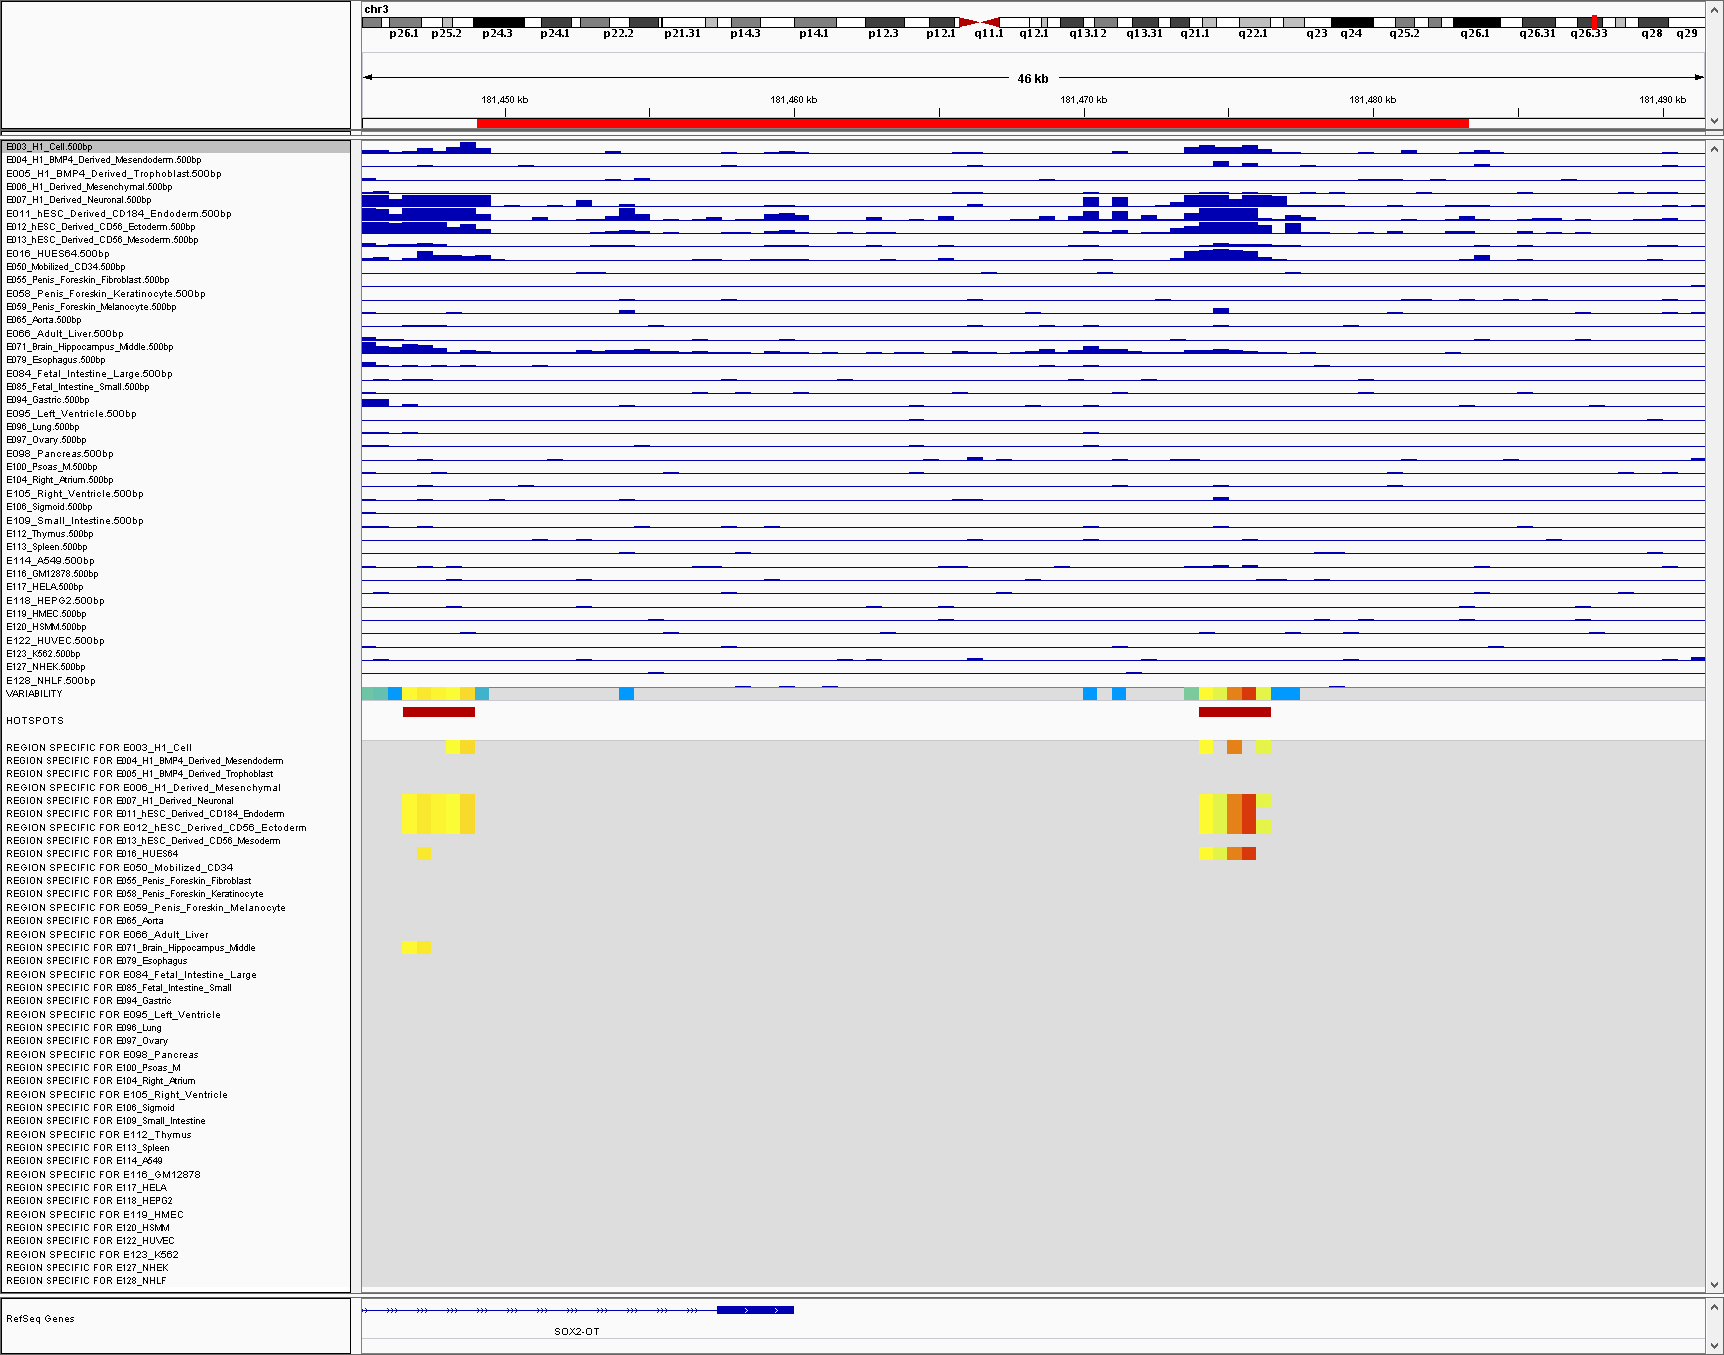 chr3
p26.1 p25.2 p24.3 p24.1 p22.2 p21.31 p14.3 p14.1 p12.3 p12.1 q11.1 q12.1 q13.12 q13.31 q21.1 q22.1 q23 q24 q25.2 q26.1 q26.31 q26.33 q28 q29
46 kb
181,450 kb 181,460 kb 181,470 kb 181,480 kb 181,490 kb
E003_H1_Cell.500bp
E004_H1_BMP4_Derived_Mesendoderm.500bp
E005_H1_BMP4_Derived_Trophoblast.500bp
E006_H1_Derived_Mesenchymal.500bp
E007_H1_Derived_Neuronal.500bp
E011_hESC_Derived_CD184_Endoderm.500bp
E012_hESC_Derived_CD56_Ectoderm.500bp
E013_hESC_Derived_CD56_Mesoderm.500bp
E016_HUES64.500bp
E050_Mobilized_CD34.500bp
E055_Penis_Foreskin_Fibroblast.500bp
E058_Penis_Foreskin_Keratinocyte.500bp
E059_Penis_Foreskin_Melanocyte.500bp
E065_Aorta.500bp
E066_Adult_Liver.500bp
E071_Brain_Hippocampus_Middle.500bp
E079_Esophagus.500bp
E084_Fetal_Intestine_Large.500bp
E085_Fetal_Intestine_Small.500bp
E094_Gastric.500bp
E095_Left_Ventricle.500bp
E096_Lung.500bp
E097_Ovary.500bp
E098_Pancreas.500bp
E100_Psoas_M.500bp
E104_Right_Atrium.500bp
E105_Right_Ventricle.500bp
E106_Sigmoid.500bp
E109_Small_Intestine.500bp
E112_Thymus.500bp
E113_Spleen.500bp
E114_A549.500bp
E116_GM12878.500bp
E117_HELA.500bp
E118_HEPG2.500bp
E119_HMEC.500bp
E120_HSMM.500bp
E122_HUVEC.500bp
E123_K562.500bp
E127_NHEK.500bp
E128_NHLF.500bp
VARIABILITY
HOTSPOTS
REGION SPECIFIC FOR E003_H1_Cell
REGION SPECIFIC FOR E004_H1_BMP4_Derived_Mesendoderm
REGION SPECIFIC FOR E005_H1_BMP4_Derived_Trophoblast
REGION SPECIFIC FOR E006_H1_Derived_Mesenchymal
REGION SPECIFIC FOR E007_H1_Derived_Neuronal
REGION SPECIFIC FOR E011_hESC_Derived_CD184_Endoderm
REGION SPECIFIC FOR E012_hESC_Derived_CD56_Ectoderm
REGION SPECIFIC FOR E013_hESC_Derived_CD56_Mesoderm
REGION SPECIFIC FOR E016_HUES64
REGION SPECIFIC FOR E050_Mobilized_CD34
REGION SPECIFIC FOR E055_Penis_Foreskin_Fibroblast
REGION SPECIFIC FOR E058_Penis_Foreskin_Keratinocyte
REGION SPECIFIC FOR E059_Penis_Foreskin_Melanocyte
REGION SPECIFIC FOR E065_Aorta
REGION SPECIFIC FOR E066_Adult_Liver
REGION SPECIFIC FOR E071_Brain_Hippocampus_Middle
REGION SPECIFIC FOR E079_Esophagus
REGION SPECIFIC FOR E084_Fetal_Intestine_Large
REGION SPECIFIC FOR E085_Fetal_Intestine_Small
REGION SPECIFIC FOR E094_Gastric
REGION SPECIFIC FOR E095_Left_Ventricle
REGION SPECIFIC FOR E096_Lung
REGION SPECIFIC FOR E097_Ovary
REGION SPECIFIC FOR E098_Pancreas
REGION SPECIFIC FOR E100_Psoas_M
REGION SPECIFIC FOR E104_Right_Atrium
REGION SPECIFIC FOR E105_Right_Ventricle
REGION SPECIFIC FOR E106_Sigmoid
REGION SPECIFIC FOR E109_Small_Intestine
REGION SPECIFIC FOR E112_Thymus
REGION SPECIFIC FOR E113_Spleen
REGION SPECIFIC FOR E114_A549
REGION SPECIFIC FOR E116_GM12878
REGION SPECIFIC FOR E117_HELA
REGION SPECIFIC FOR E118_HEPG2
REGION SPECIFIC FOR E119_HMEC
REGION SPECIFIC FOR E120_HSMM
REGION SPECIFIC FOR E122_HUVEC
REGION SPECIFIC FOR E123_K562
REGION SPECIFIC FOR E127_NHEK
REGION SPECIFIC FOR E128_NHLF
RefSeq Genes
SOX2-OT